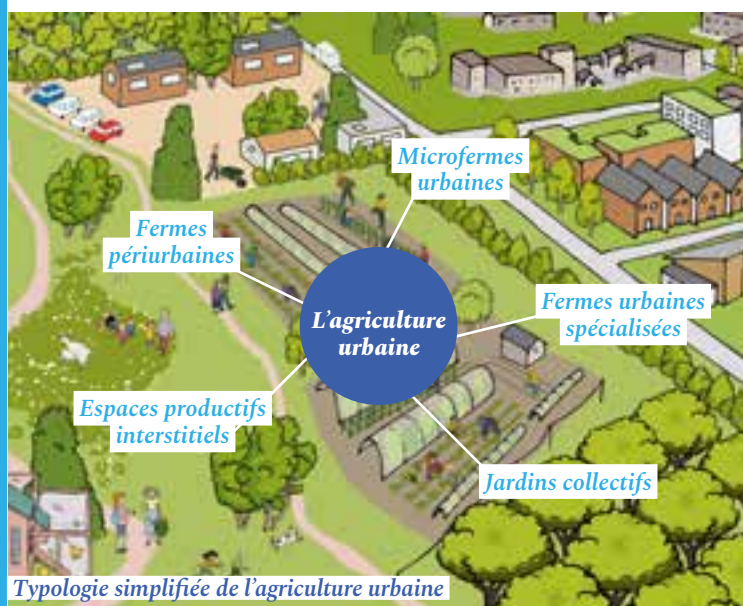 Microfermes
urbaines
Fermes
périurbaines
L'agriculture
urbaine
Fermes urbaines
spécialisées
Espaces productifs
interstitiels
Jardins collectifs
Typologie simplifiée de l'agriculture urbaine